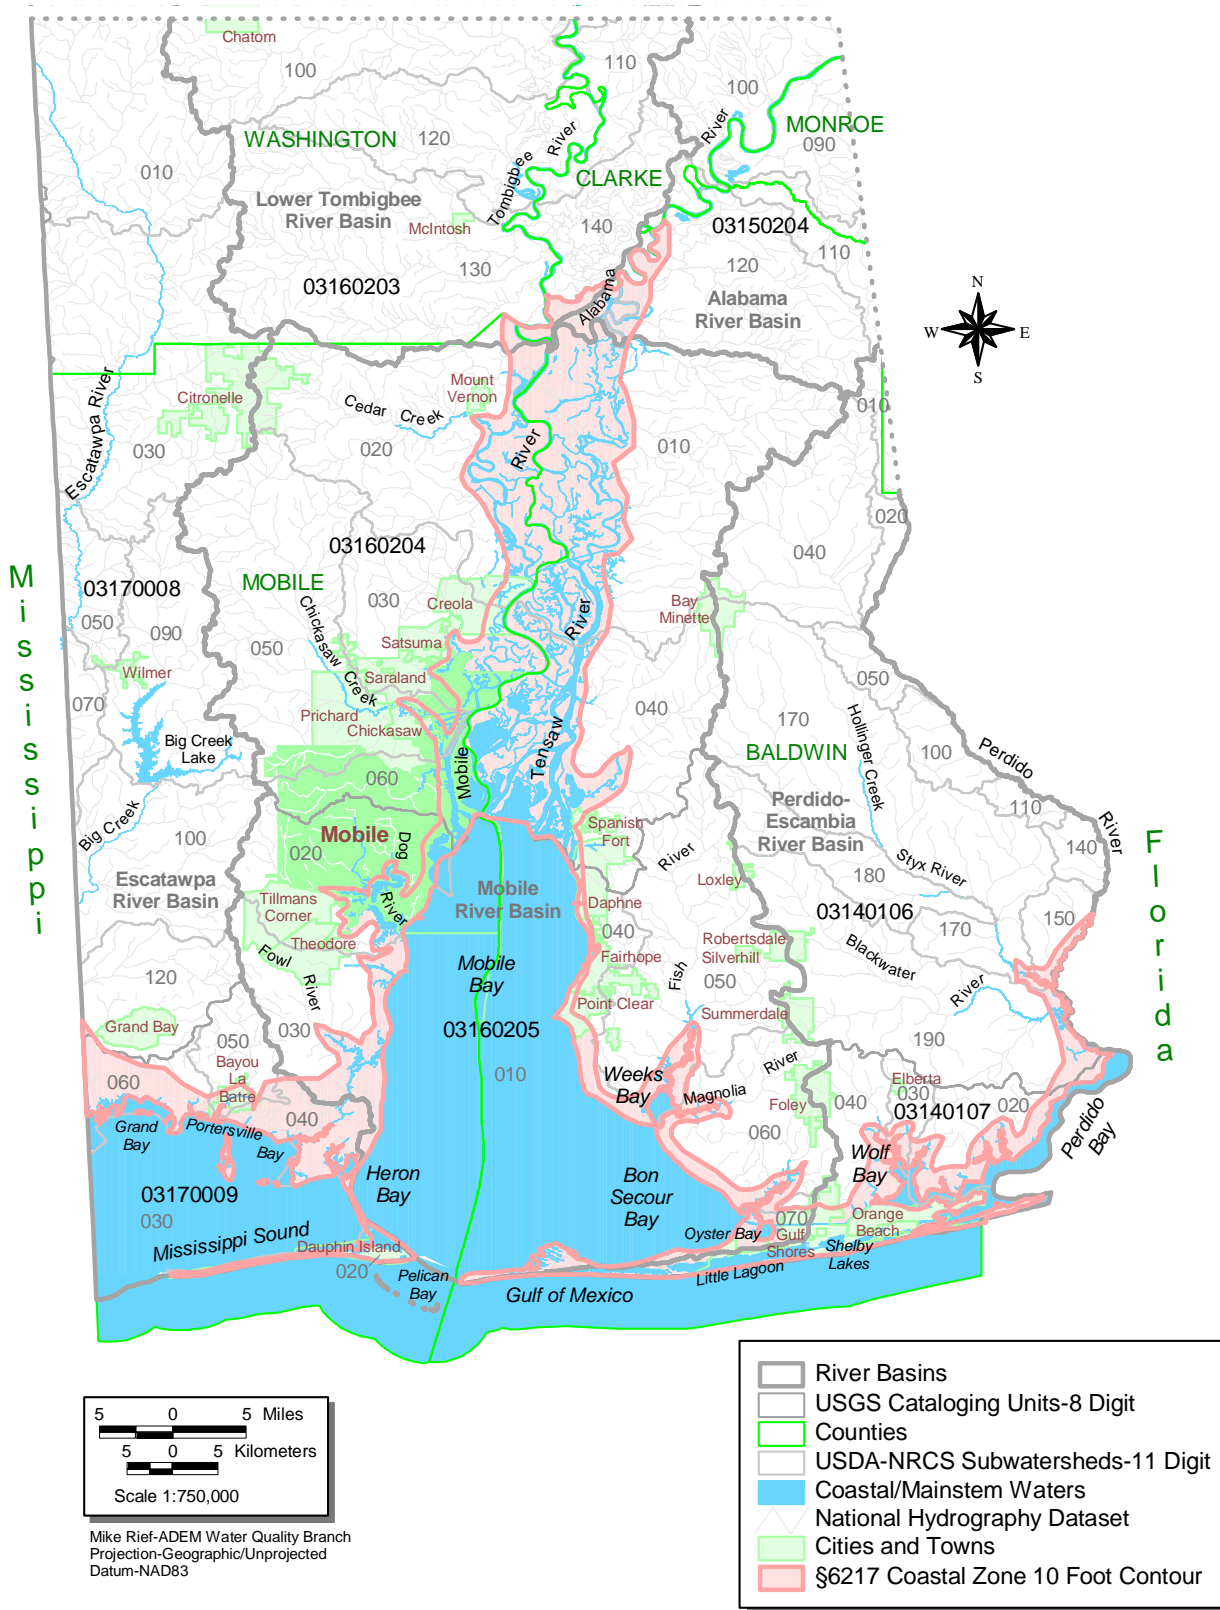 Chatom
100
110
100
WASHINGTON
120
River
River
MONROE
090
010
Tombigbee
CLARKE
Lower Tombigbee
River Basin
McIntosh
140
03150204
110
130
120
03160203
Alabama
Alabama
River Basin
N
W
E
S
Citronelle
Mount
Vernon
Cedar Creek
010
Escatawpa River
030
020
River
010
020
03160204
040
Mississippi
03170008
MOBILE
050
090
030
Creola
Chickasaw Creek
River
Bay
Minette
050
Satsuma
Wilmer
Saraland
050
070
Prichard
Chickasaw
040
170
Hollinger Creek
Big Creek
Lake
Tensaw
BALDWIN
100
Perdido
060
Mobile
Perdido-
Escambia
River Basin
110
River
Big Creek
100
Mobile
Dog
Spanish
Fort
River
140
Florida
020
Styx River
Escatawpa
River Basin
Mobile
River Basin
Loxley
180
Tillmans
Corner
River
Daphne
03140106
150
040
170
Theodore
Robertsdale
Silverhill
Blackwater
Fowl
Mobile
Bay
Fairhope
120
Fish
050
River
River
Point Clear
Grand Bay
030
03160205
Summerdale
050
190
Bayou
La
Batre
010
Weeks
Bay
River
Elberta
060
Magnolia
030
040
Foley
040
03140107
020
Grand
Bay
Portersville
Bay
060
Perdido
Bay
Wolf
Bay
Heron
Bay
Bon
Secour
Bay
03170009
030
070
Orange
Beach
Mississippi Sound
Oyster Bay
Gulf
Shores
Shelby
Lakes
Dauphin Island
020
Pelican
Bay
Little Lagoon
Gulf of Mexico
River Basins
USGS Cataloging Units-8 Digit
Counties
USDA-NRCS Subwatersheds-11 Digit
Coastal/Mainstem Waters
National Hydrography Dataset
Cities and Towns
§6217 Coastal Zone 10 Foot Contour
5 0 5 Miles
5 0 5 Kilometers
Scale 1:750,000
Mike Rief-ADEM Water Quality Branch
Projection-Geographic/Unprojected
Datum-NAD83